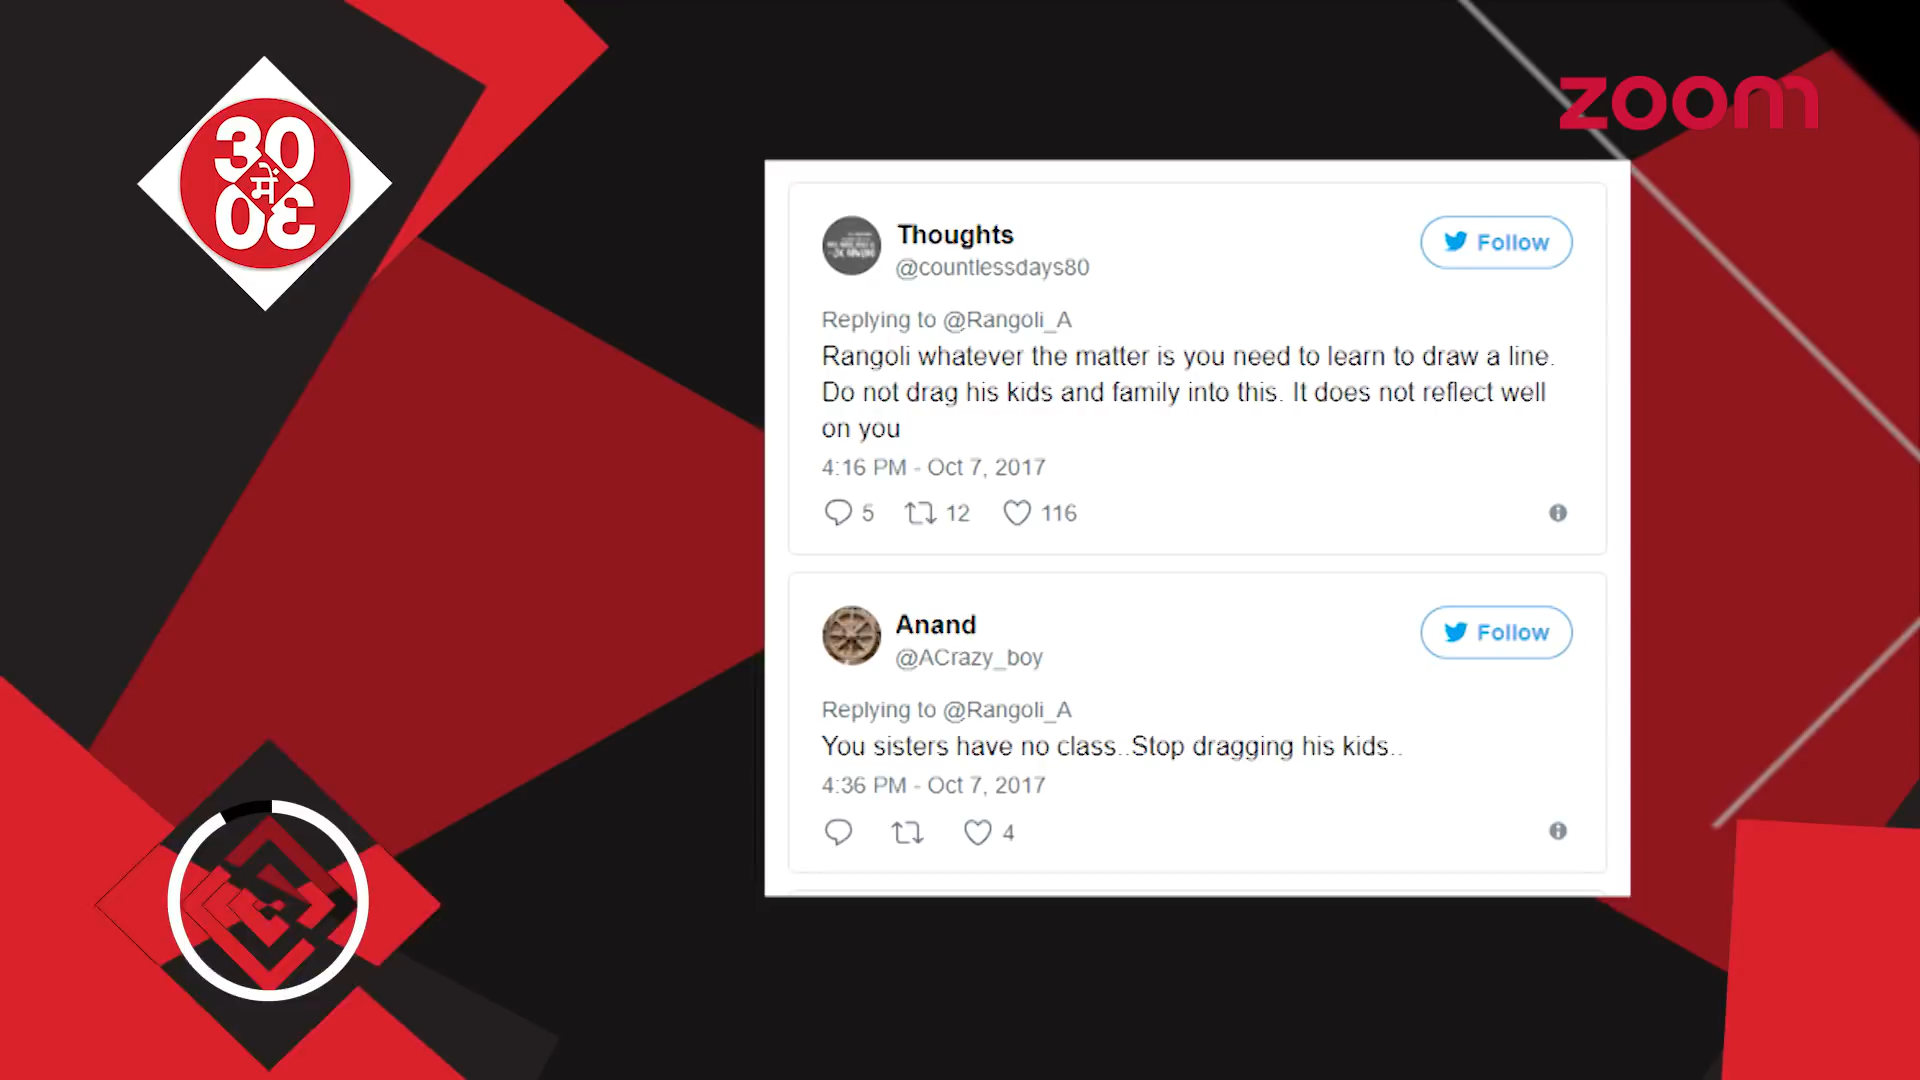 30
में
30
zoom
Thoughts
@countlessdays80
Follow
Replying to @Rangoli_A
Rangoli whatever the matter is you need to learn to draw a line.
Do not drag his kids and family into this. It does not reflect well
on you
4:16 PM - Oct 7, 2017
5 12 116
Anand
@ACrazy_boy
Follow
Replying to @Rangoli_A
You sisters have no class..Stop dragging his kids..
4:36 PM - Oct 7, 2017
4